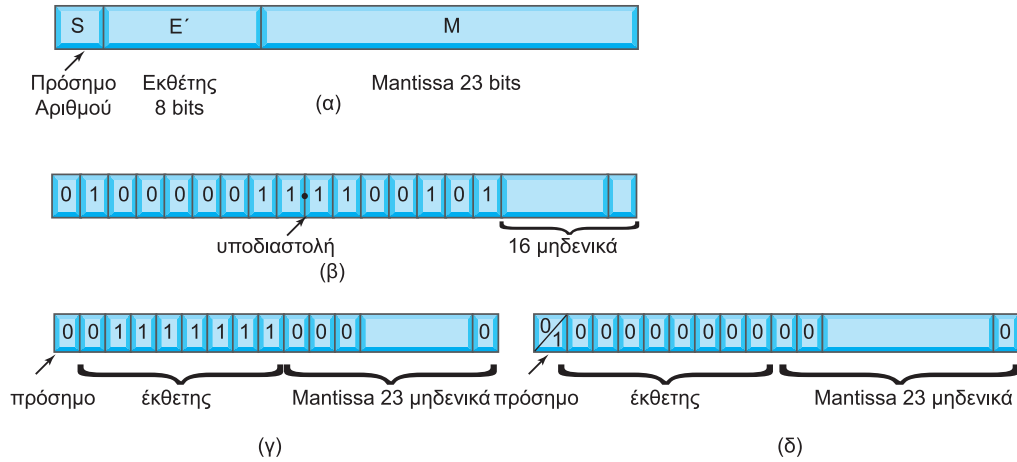 S E΄ M
Πρόσημο Εκθέτης Mantissa 23 bits
Αριθμού 8 bits
(α)
0 1 0 0 0 0 0 1 1 1 1 0 0 1 0 1
υποδιαστολή 16 μηδενικά
(β)
0 0 1 1 1 1 1 1 1 0 0 0 0
πρόσημο έκθετης Mantissa 23 μηδενικά
(γ)
0/1 0 0 0 0 0 0 0 0 0 0 0
πρόσημο έκθετης Mantissa 23 μηδενικά
(δ)